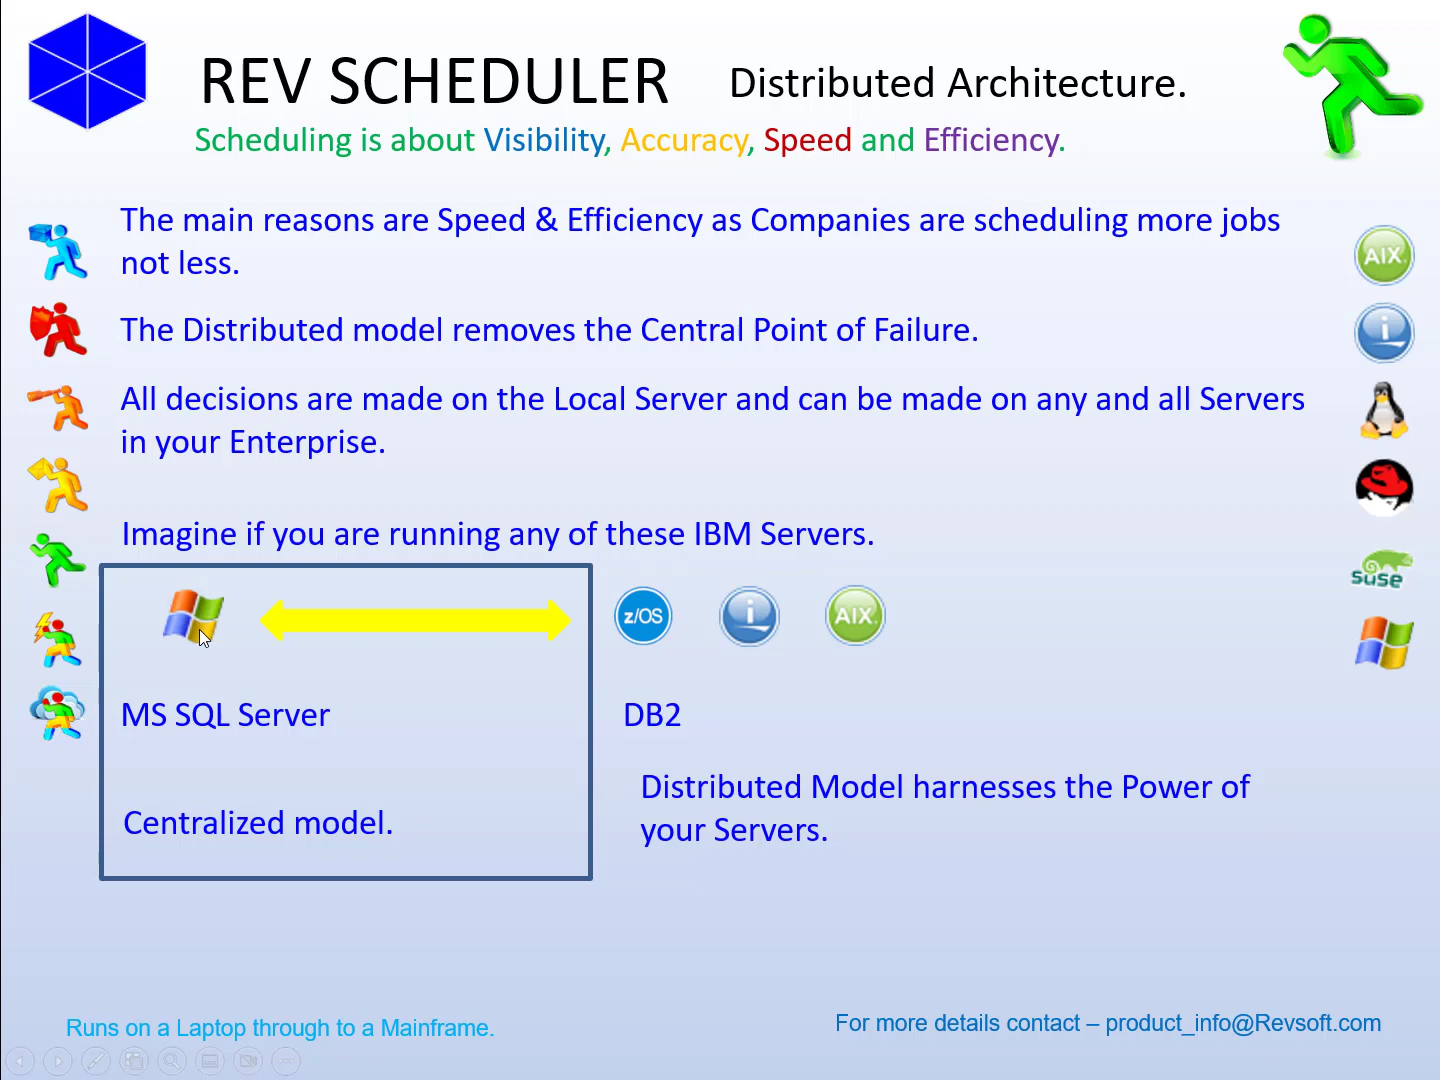 REV SCHEDULER Distributed Architecture.
Scheduling is about Visibility, Accuracy, Speed and Efficiency.
The main reasons are Speed & Efficiency as Companies are scheduling more jobs
not less.
AIX.
The Distributed model removes the Central Point of Failure.
i
All decisions are made on the Local Server and can be made on any and all Servers
in your Enterprise.
Imagine if you are running any of these IBM Servers.
SUSE
z/OS i AIX.
MS SQL Server DB2
Distributed Model harnesses the Power of
your Servers.
Centralized model.
Runs on a Laptop through to a Mainframe.
For more details contact – product_info@Revsoft.com